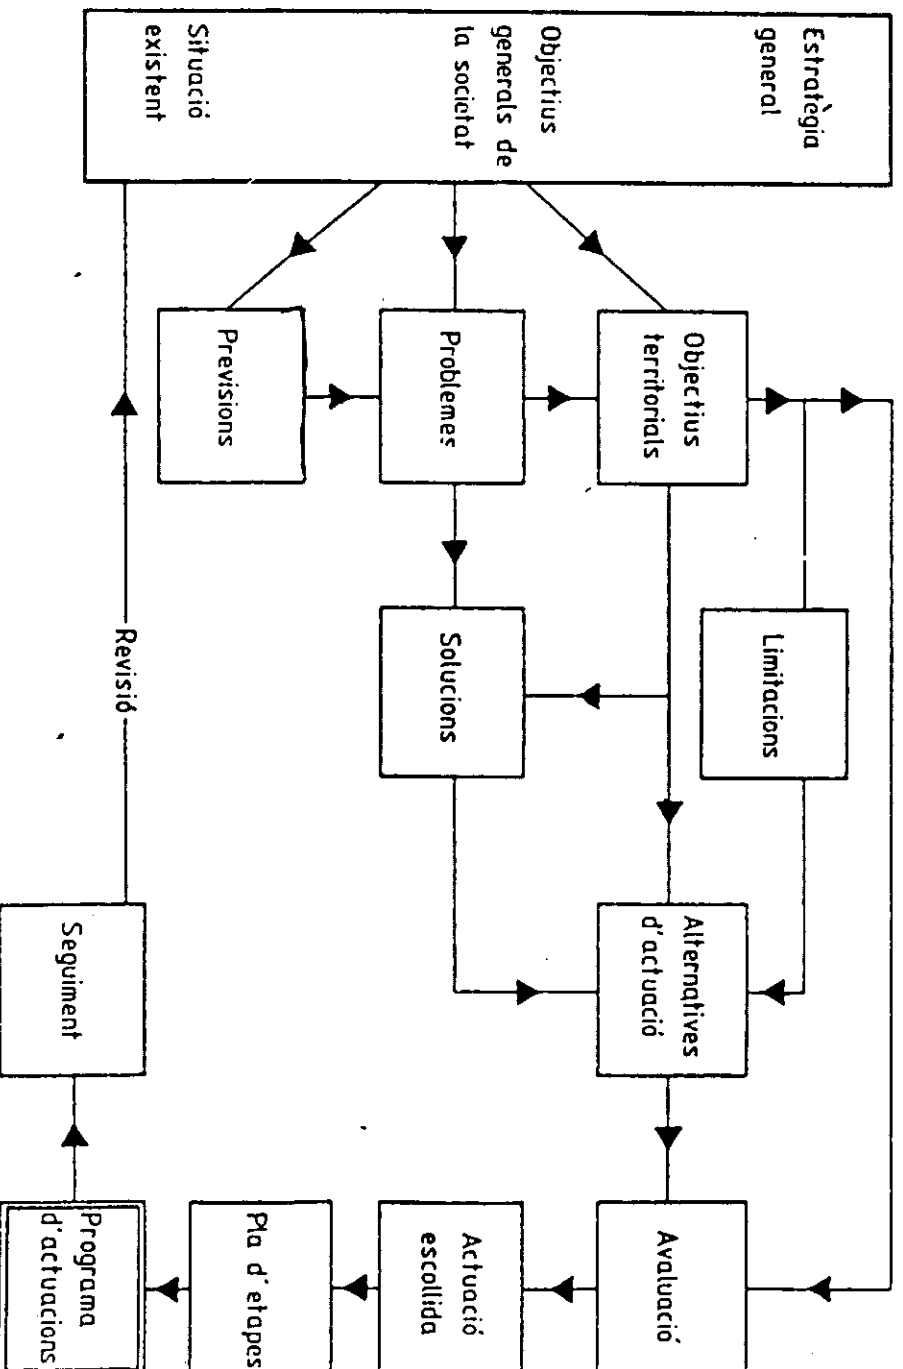 Estratègia
general
Objectius
generals de
la societat
Situació
existent
Objectius
territorials
Problemes
Previsions
Limitacions
Solucions
Revisió
Alternatives
d'actuació
Seguiment
Avaluació
Actuació
escollida
Pla d'etapes
Programa
d'actuacions